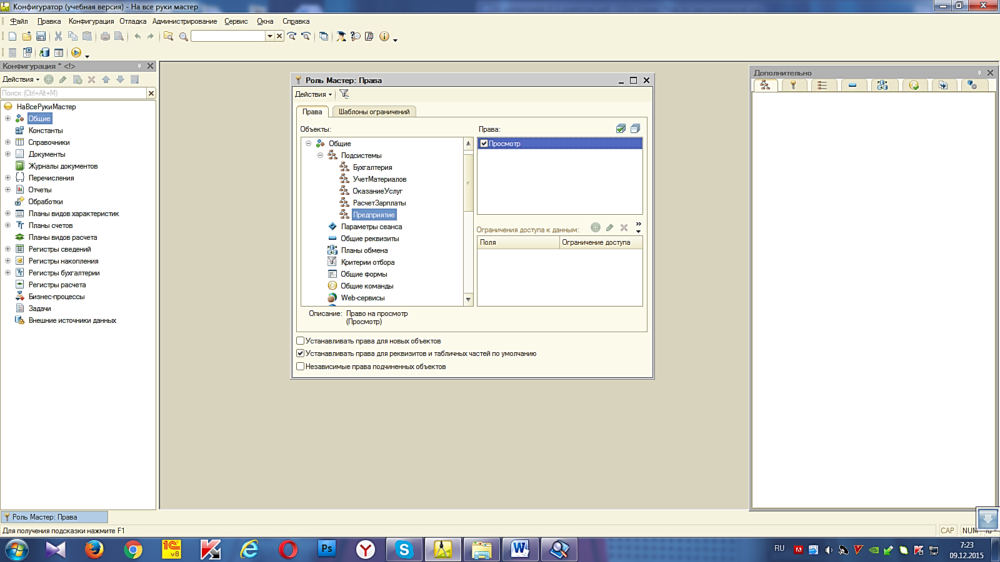 Конфигуратор (учебная версия) - На все руки мастер
Файл Правка Конфигурация Отладка Администрирование Сервис Окна Справка
Конфигурация * <!>
Действия
Поиск (Ctrl+Alt+M)
НаВсеРукиМастер
Общие
Константы
Справочники
Документы
Журналы документов
Перечисления
Отчеты
Обработки
Планы видов характеристик
Планы счетов
Планы видов расчета
Регистры сведений
Регистры накопления
Регистры бухгалтерии
Регистры расчета
Бизнес-процессы
Задачи
Внешние источники данных
Роль Мастер: Права
Действия
Права Шаблоны ограничений
Объекты:
Общие
Подсистемы
Бухгалтерия
УчетМатериалов
ОказаниеУслуг
РасчетЗарплаты
Предприятие
Параметры сеанса
Общие реквизиты
Планы обмена
Критерии отбора
Общие формы
Общие команды
Web-сервисы
Права:
Просмотр
Ограничения доступа к данным:
Поля Ограничение доступа
Описание: Право на просмотр
(Просмотр)
Устанавливать права для новых объектов
Устанавливать права для реквизитов и табличных частей по умолчанию
Независимые права подчиненных объектов
Дополнительно
Роль Мастер: Права
Для получения подсказки нажмите F1
CAP NUM
1С v8
Ps
RU
7:23
09.12.2015